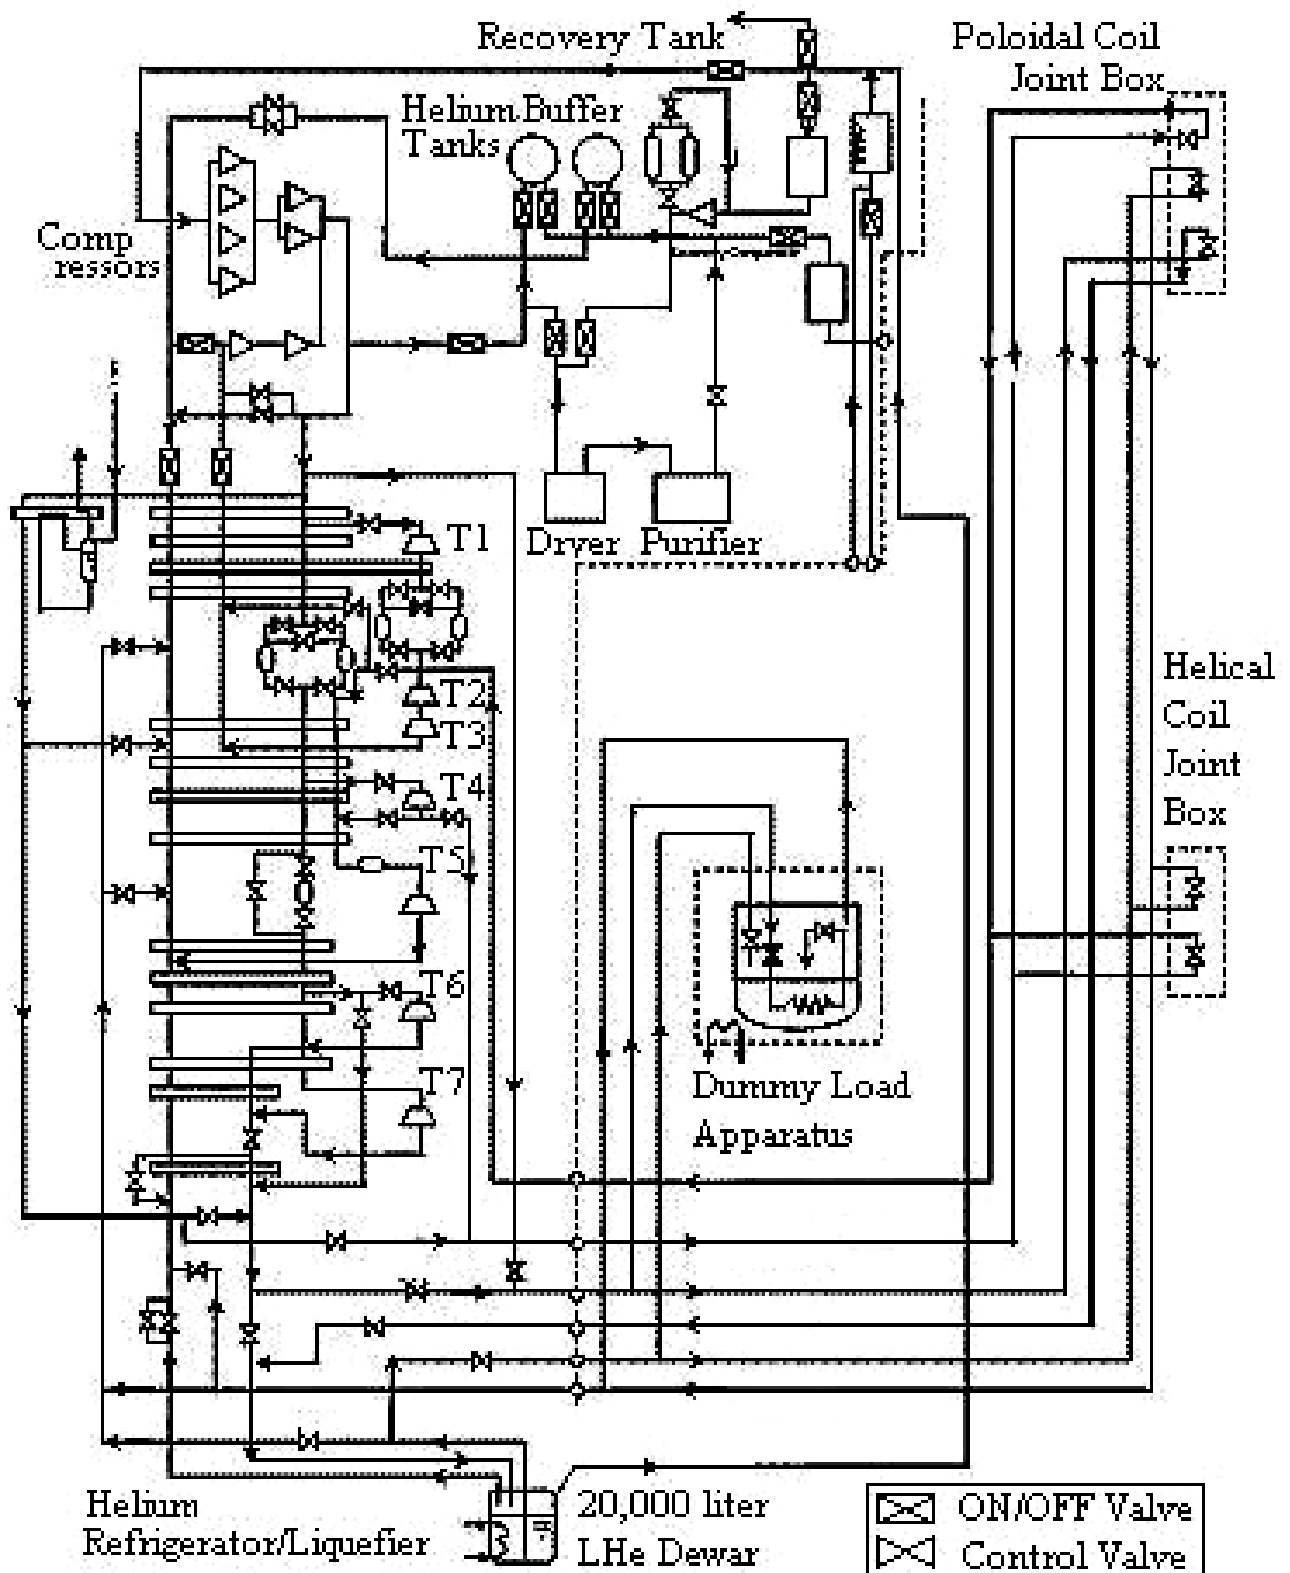 Recovery Tank
Poloidal Coil
Joint Box
Helium Buffer
Tanks
Comp
ressors
T1
Dryer
Purifier
T2
T3
T4
T5
T6
T7
Helical
Coil
Joint
Box
Dummy Load
Apparatus
Helium
Refrigerator/Liquefier
20,000 liter
LHe Dewar
ON/OFF Valve
Control Valve